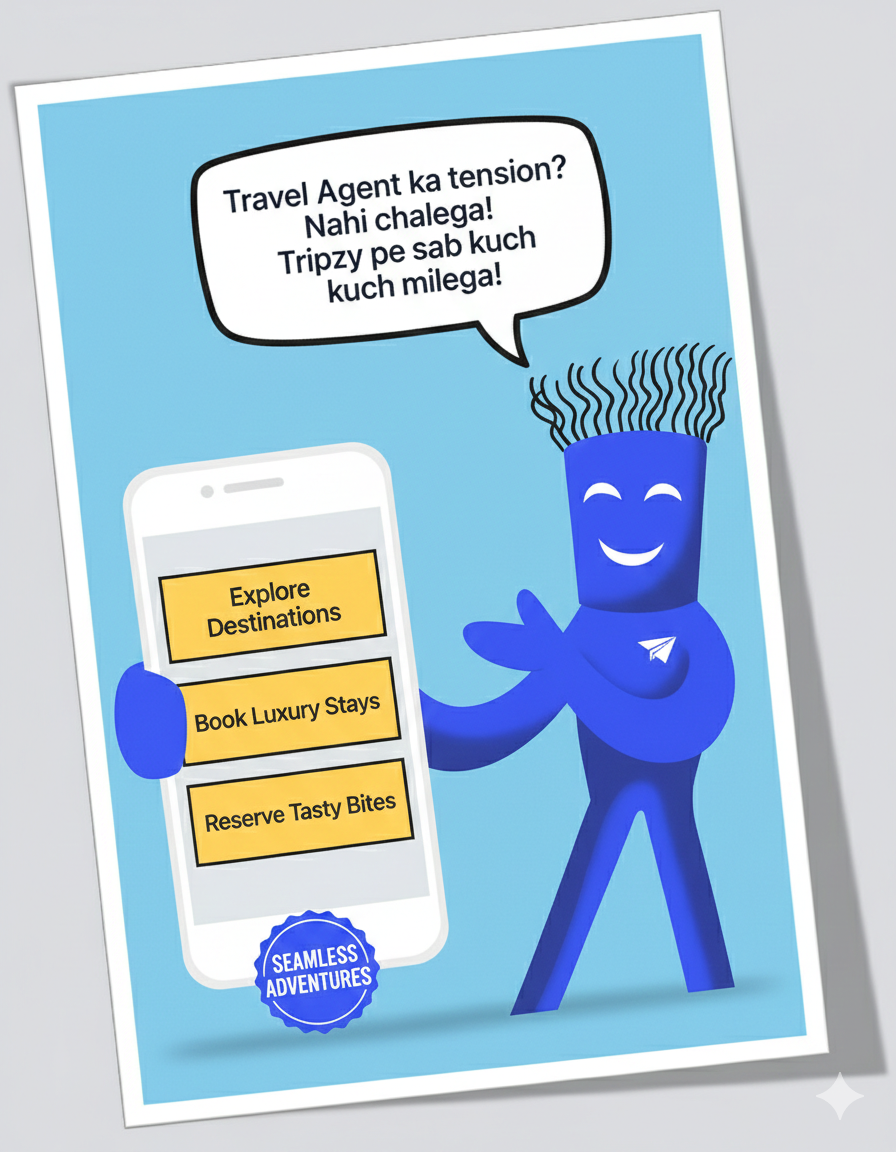 Travel Agent ka tension?
Nahi chalega!
Tripzy pe sab kuch
kuch milega!
Explore
Destinations
Book Luxury Stays
Reserve Tasty Bites
SEAMLESS
ADVENTURES